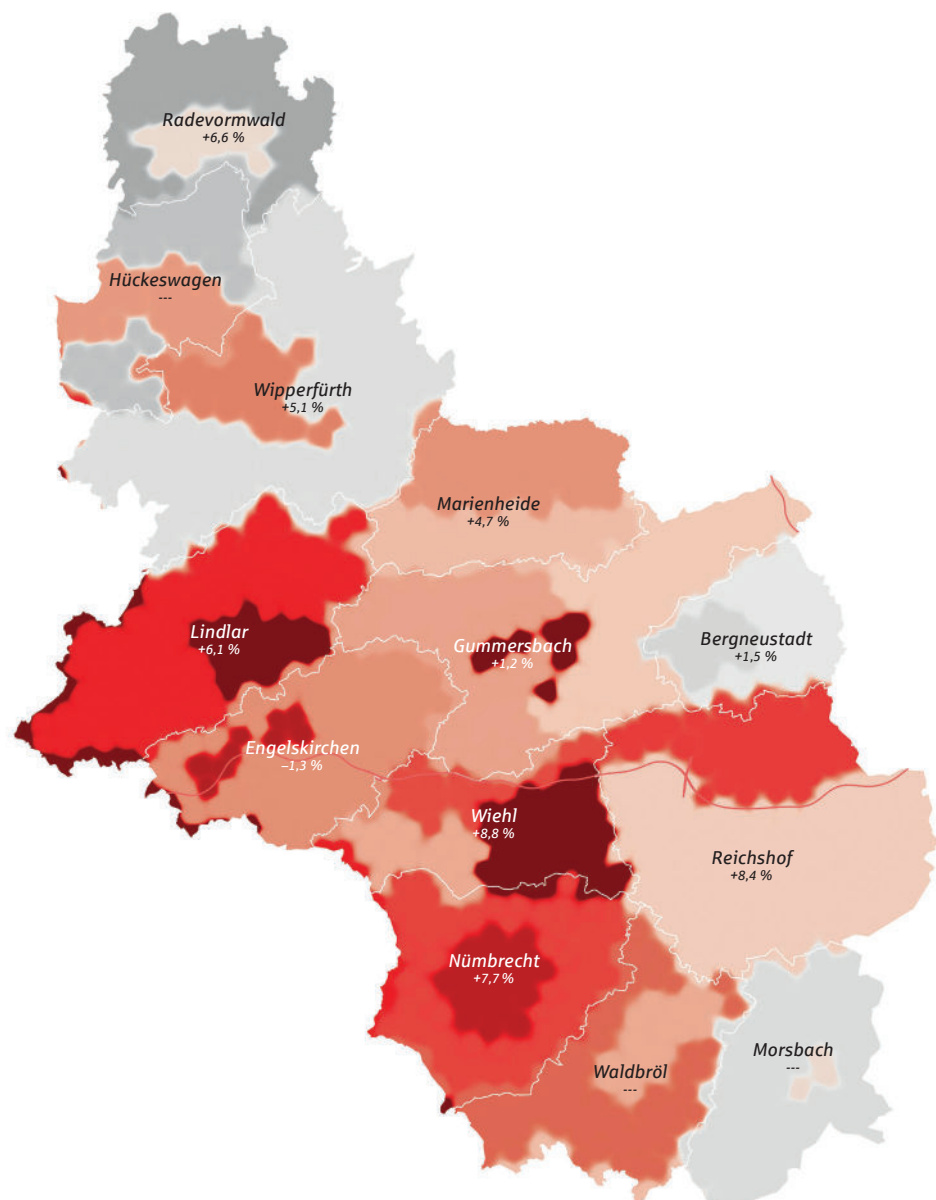 Radevormwald
+6,6 %
Hückeswagen
---
Wipperfürth
+5,1 %
Marienheide
+4,7 %
Lindlar
+6,1 %
Gummersbach
+1,2 %
Bergneustadt
+1,5 %
Engelskirchen
–1,3 %
Wiehl
+8,8 %
Reichshof
+8,4 %
Nümbrecht
+7,7 %
Waldbröl
---
Morsbach
---